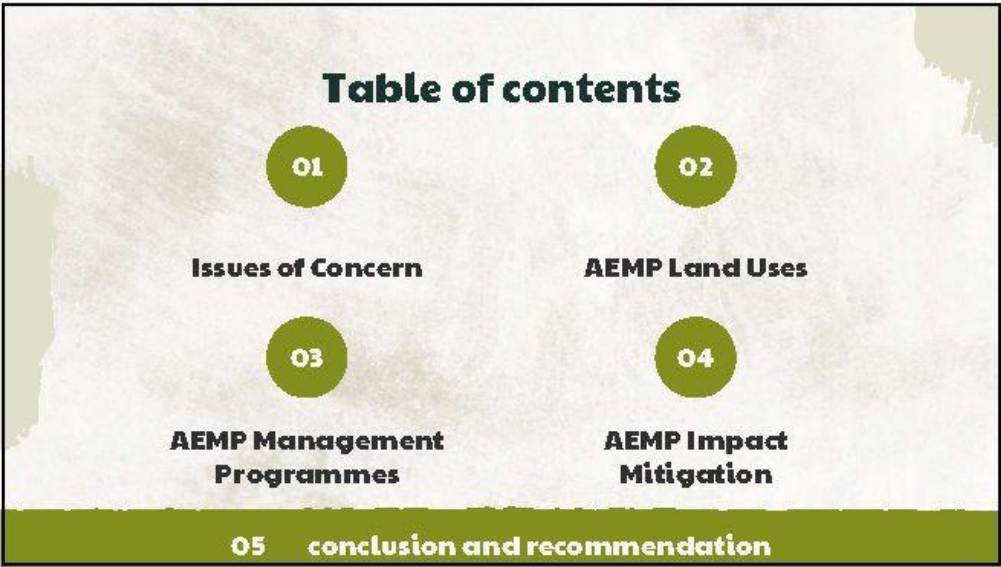 Table of contents
01
02
Issues of Concern
AEMP Land Uses
03
04
AEMP Management
Programmes
AEMP Impact
Mitigation
05 conclusion and recommendation